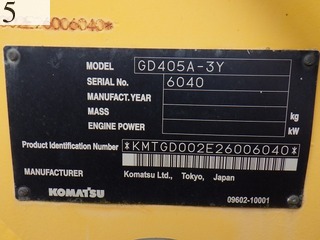 5
MODEL GD405A-3Y
SERIAL No. 6040
MANUFACT.YEAR
MASS kg
ENGINE POWER kW
Product Identification Number *KMTGD002E26006040*
MANUFACTURER Komatsu Ltd., Tokyo, Japan
KOMATSU 09602-10001